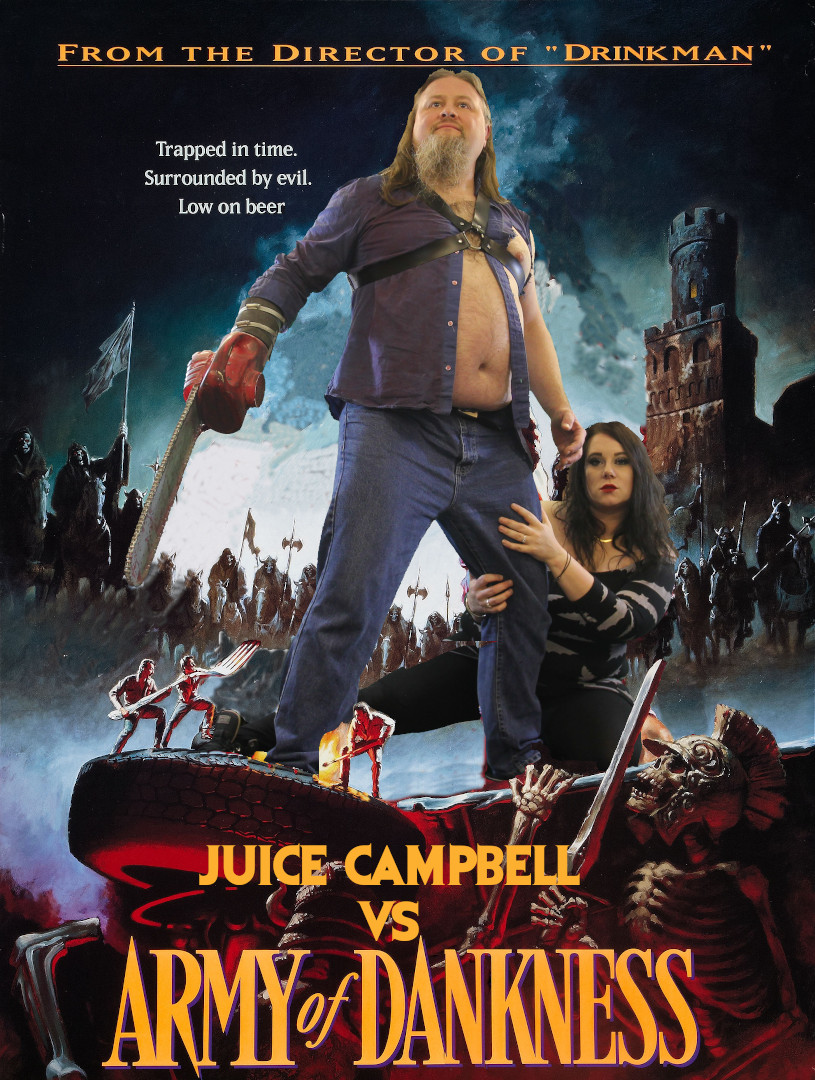 From the Director of "Drinkman"
Trapped in time.
Surrounded by evil.
Low on beer
JUICE CAMPBELL
VS
ARMY of DANKNESS